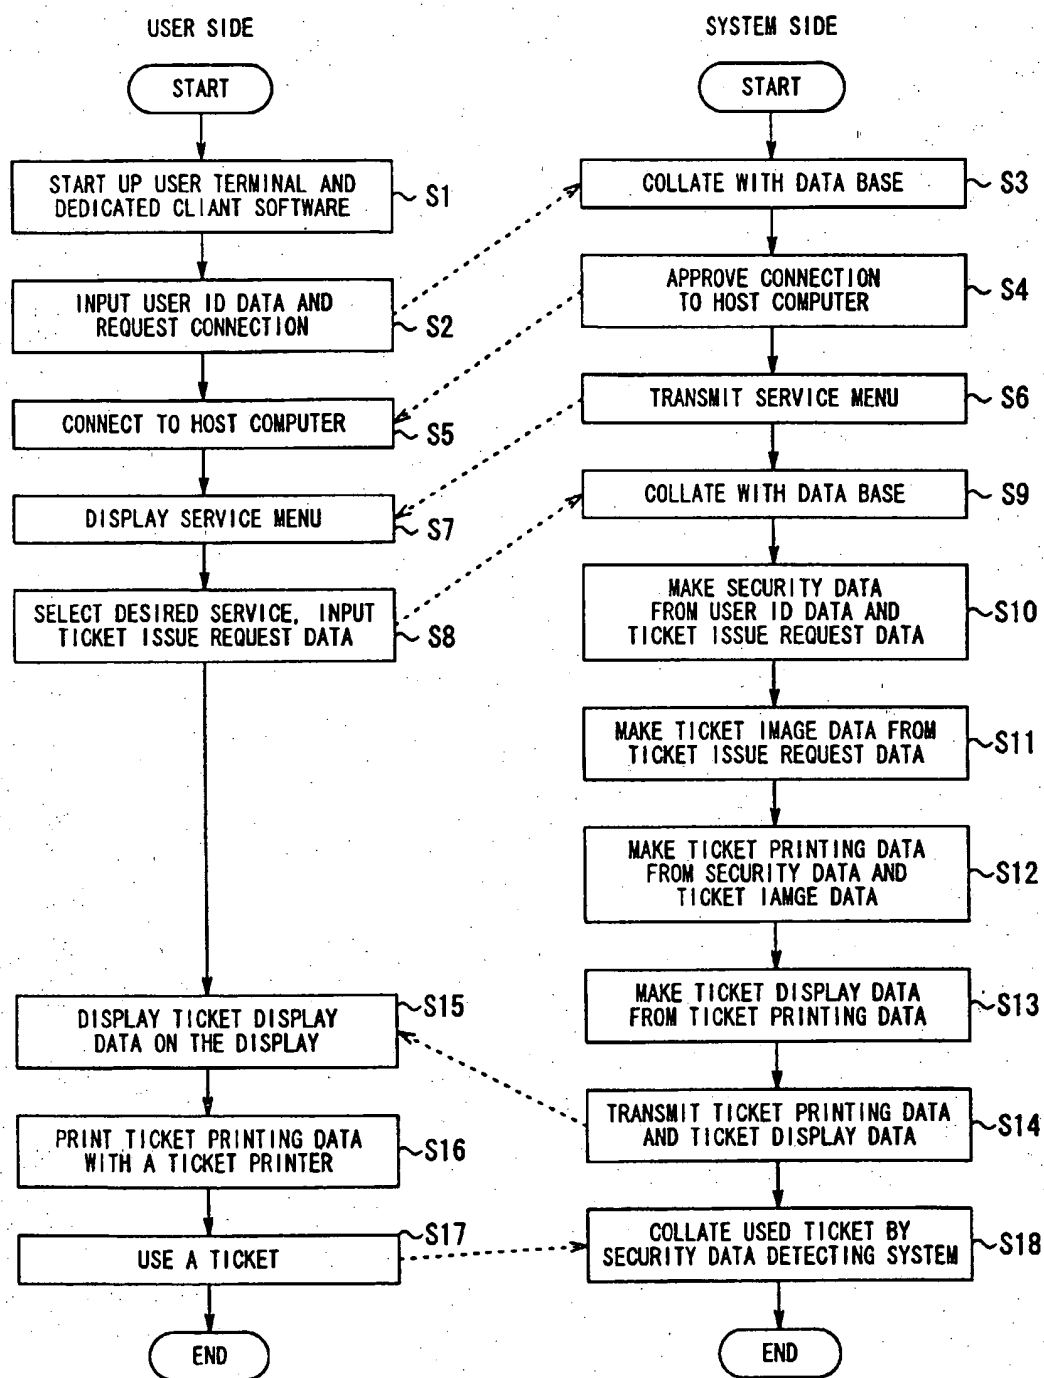 USER SIDE
START
START UP USER TERMINAL AND
DEDICATED CLIANT SOFTWARE
S1
INPUT USER ID DATA AND
REQUEST CONNECTION
S2
CONNECT TO HOST COMPUTER
S5
DISPLAY SERVICE MENU
S7
SELECT DESIRED SERVICE, INPUT
TICKET ISSUE REQUEST DATA
S8
DISPLAY TICKET DISPLAY
DATA ON THE DISPLAY
S15
PRINT TICKET PRINTING DATA
WITH A TICKET PRINTER
S16
USE A TICKET
S17
END
SYSTEM SIDE
START
COLLATE WITH DATA BASE
S3
APPROVE CONNECTION
TO HOST COMPUTER
S4
TRANSMIT SERVICE MENU
S6
COLLATE WITH DATA BASE
S9
MAKE SECURITY DATA
FROM USER ID DATA AND
TICKET ISSUE REQUEST DATA
S10
MAKE TICKET IMAGE DATA FROM
TICKET ISSUE REQUEST DATA
S11
MAKE TICKET PRINTING DATA
FROM SECURITY DATA AND
TICKET IAMGE DATA
S12
MAKE TICKET DISPLAY DATA
FROM TICKET PRINTING DATA
S13
TRANSMIT TICKET PRINTING DATA
AND TICKET DISPLAY DATA
S14
COLLATE USED TICKET BY
SECURITY DATA DETECTING SYSTEM
S18
END